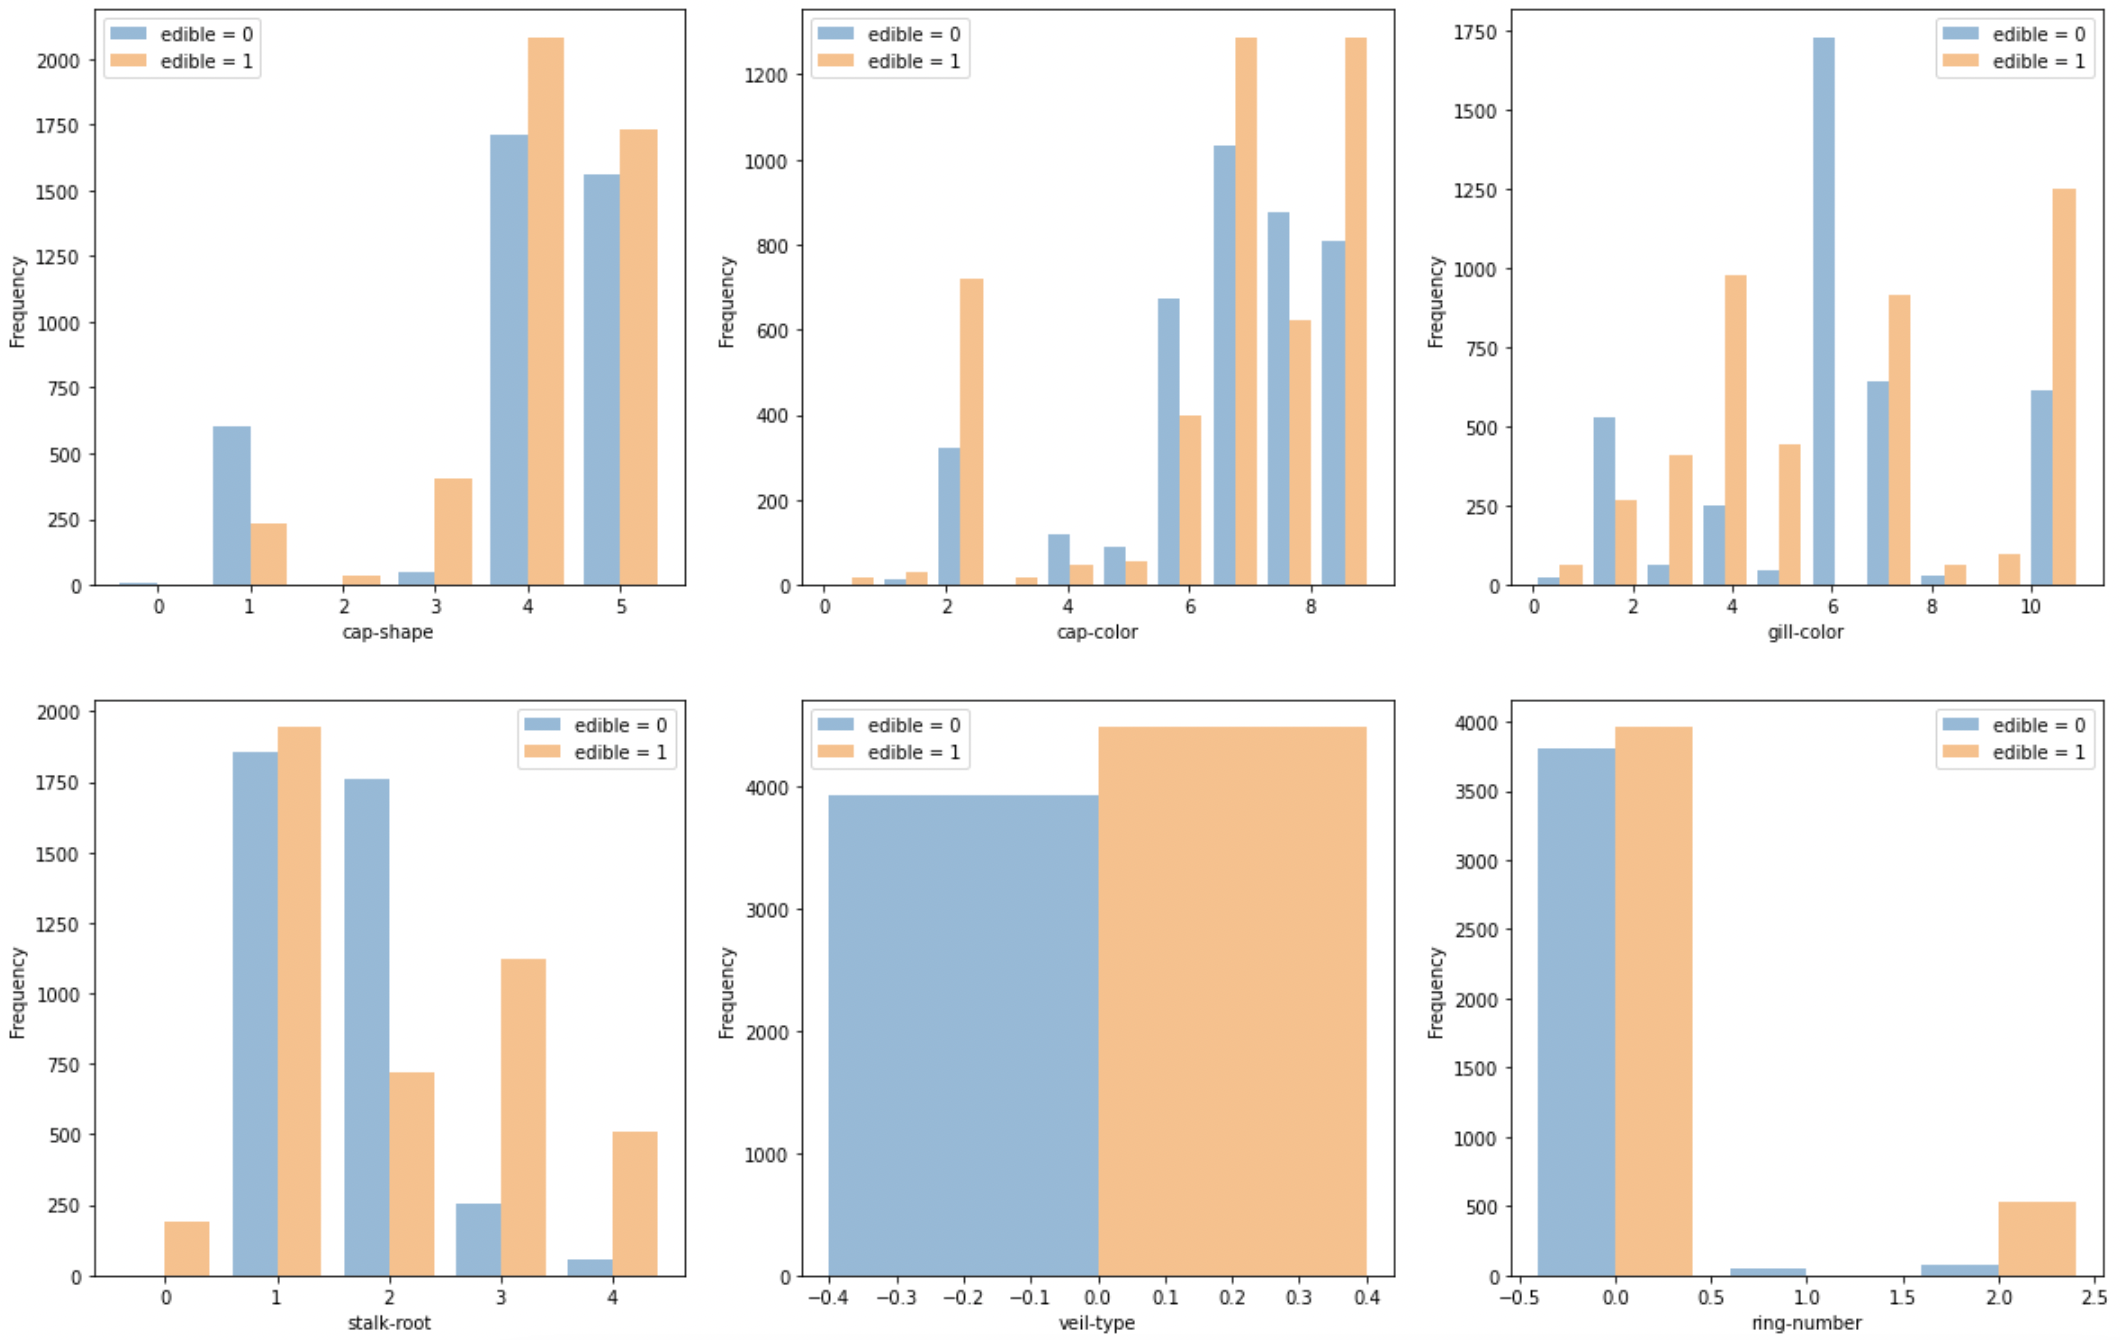 edible = 0
edible = 1
2000
1750
1500
1250
1000
750
500
250
0
Frequency
0 1 2 3 4 5
cap-shape
edible = 0
edible = 1
1200
1000
800
600
400
200
0
Frequency
0 2 4 6 8
cap-color
edible = 0
edible = 1
1750
1500
1250
1000
750
500
250
0
Frequency
0 2 4 6 8 10
gill-color
edible = 0
edible = 1
2000
1750
1500
1250
1000
750
500
250
0
Frequency
0 1 2 3 4
stalk-root
edible = 0
edible = 1
4000
3000
2000
1000
0
Frequency
−0.4 −0.3 −0.2 −0.1 0.0 0.1 0.2 0.3 0.4
veil-type
edible = 0
edible = 1
4000
3500
3000
2500
2000
1500
1000
500
0
Frequency
−0.5 0.0 0.5 1.0 1.5 2.0 2.5
ring-number